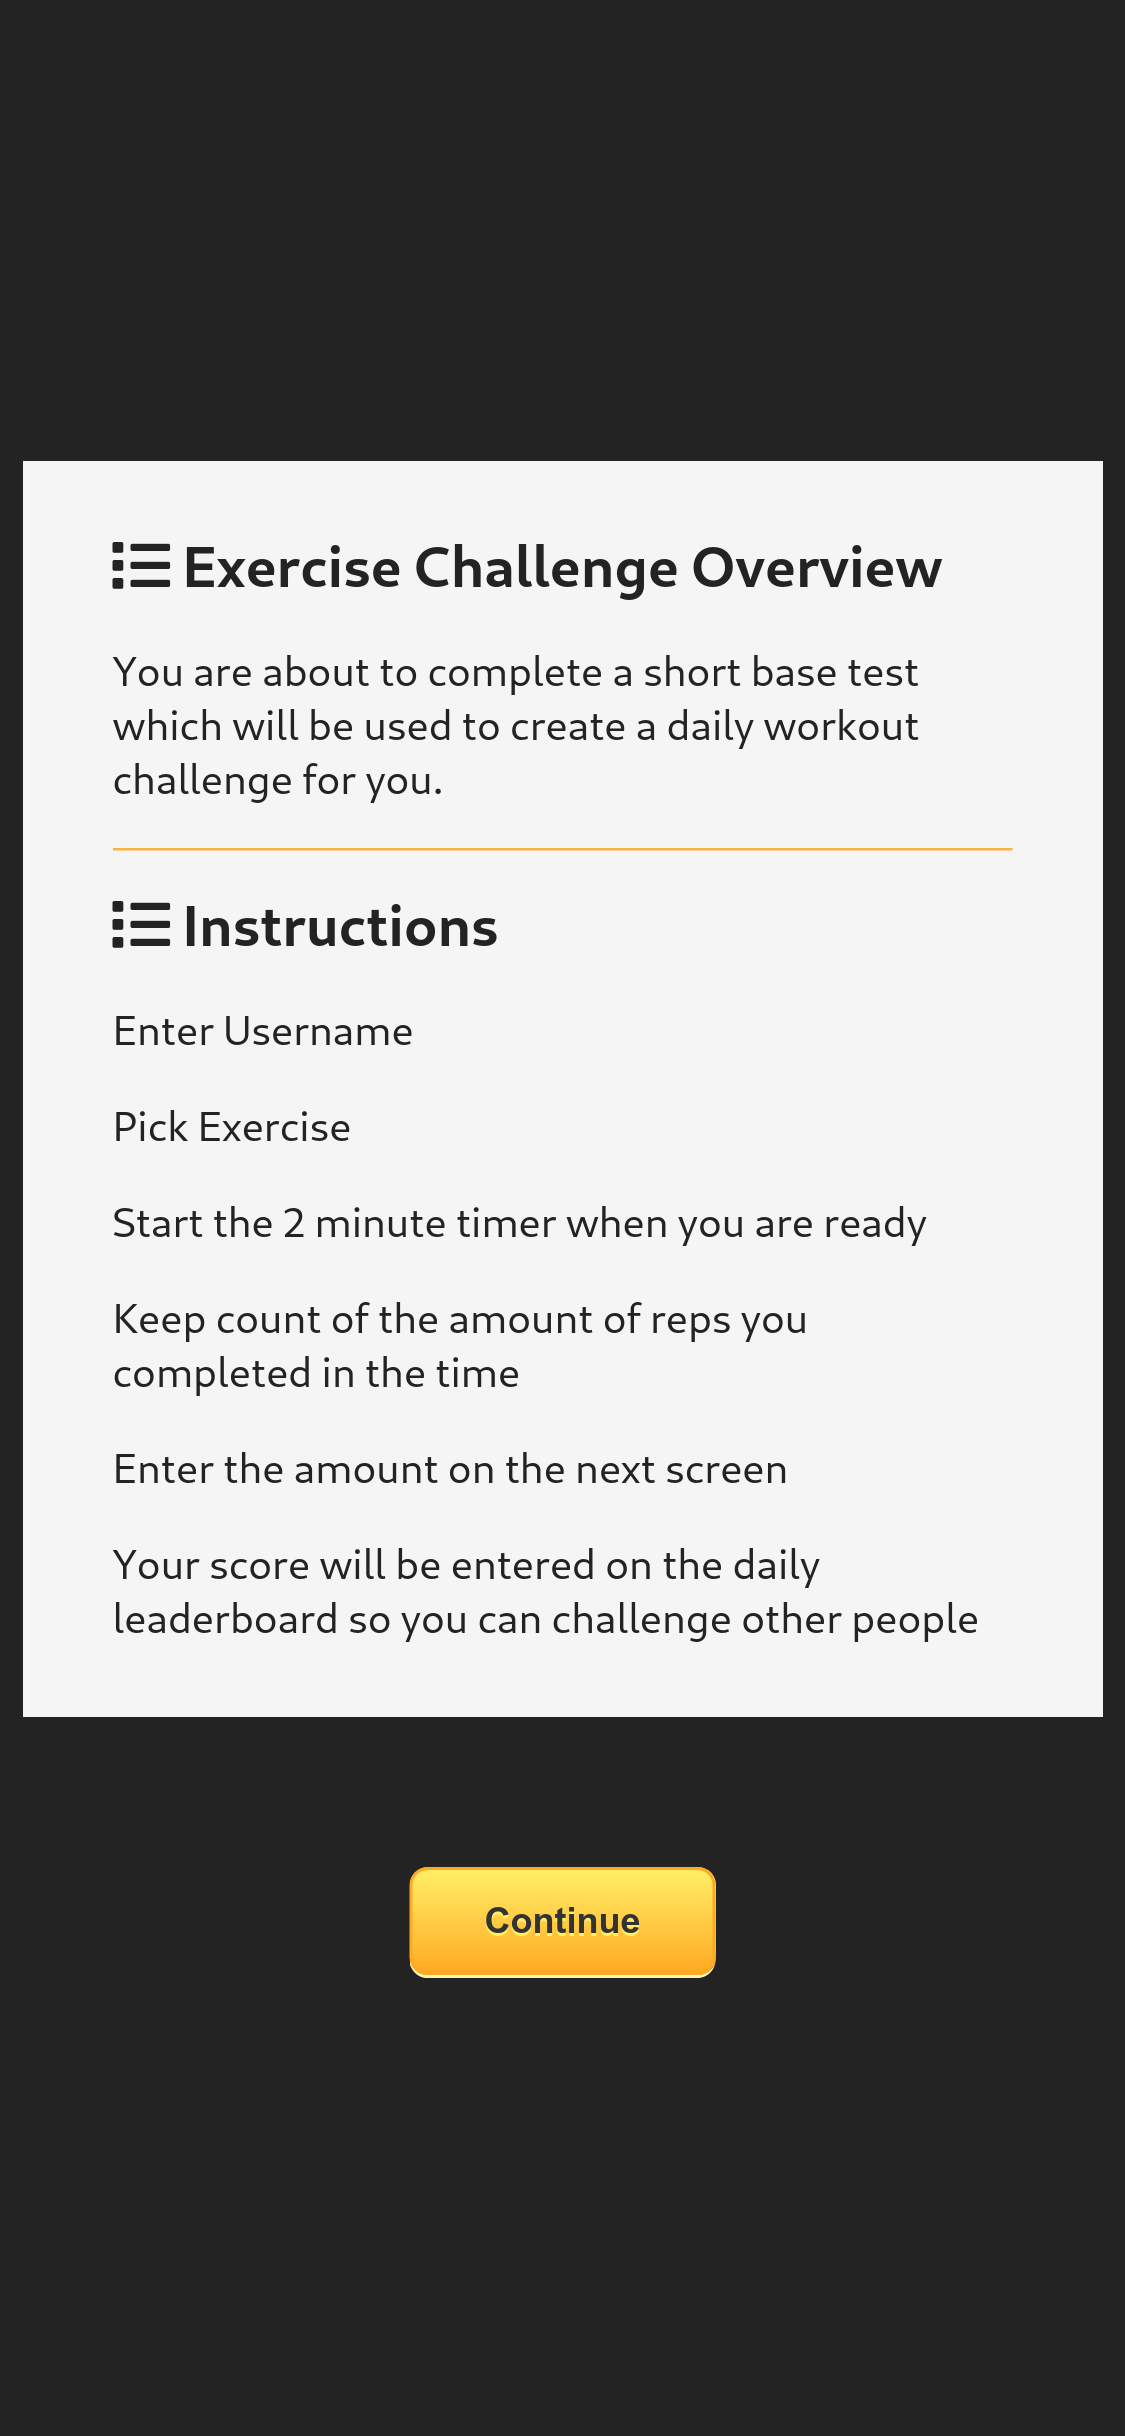 Exercise Challenge Overview
You are about to complete a short base test
which will be used to create a daily workout
challenge for you.
Instructions
Enter Username
Pick Exercise
Start the 2 minute timer when you are ready
Keep count of the amount of reps you
completed in the time
Enter the amount on the next screen
Your score will be entered on the daily
leaderboard so you can challenge other people
Continue